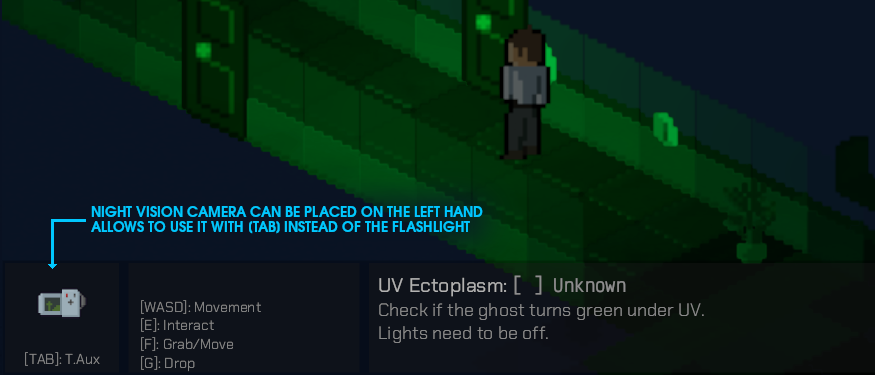 NIGHT VISION CAMERA CAN BE PLACED ON THE LEFT HAND
ALLOWS TO USE IT WITH [TAB] INSTEAD OF THE FLASHLIGHT
[TAB]: T.Aux
[WASD]: Movement
[E]: Interact
[F]: Grab/Move
[G]: Drop
UV Ectoplasm: [ ] Unknown
Check if the ghost turns green under UV.
Lights need to be off.